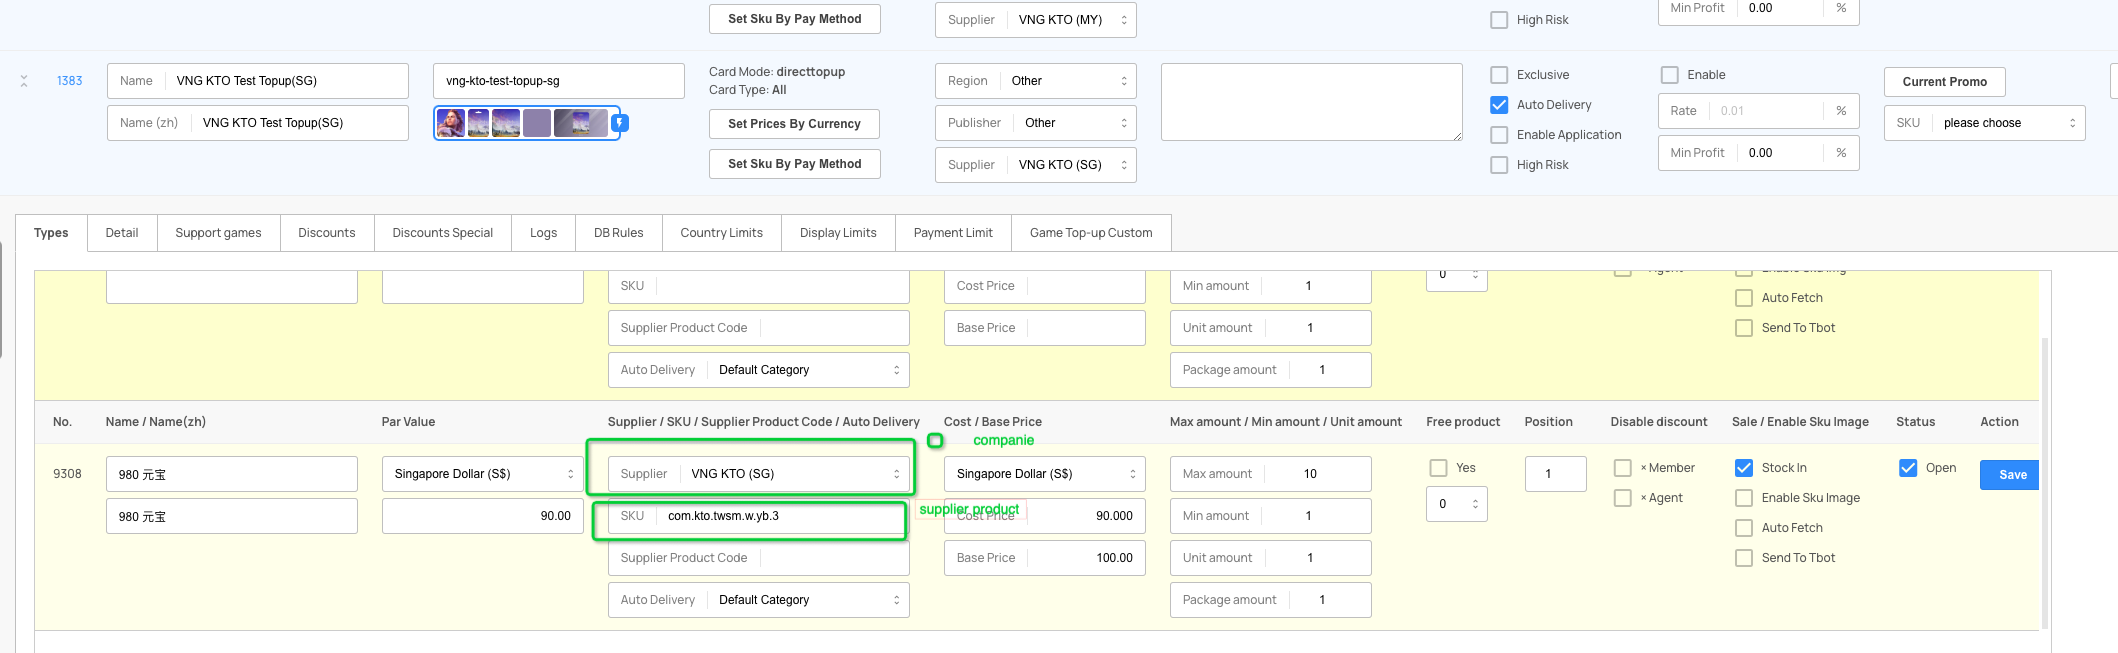 Set Sku By Pay Method
Supplier VNG KTO (MY)
High Risk
Min Profit 0.00 %
1383
Name VNG KTO Test Topup(SG)
Name (zh) VNG KTO Test Topup(SG)
vng-kto-test-topup-sg
Card Mode: directtopup
Card Type: All
Set Prices By Currency
Set Sku By Pay Method
Region Other
Publisher Other
Supplier VNG KTO (SG)
Exclusive
Auto Delivery
Enable Application
High Risk
Enable
Rate 0.01 %
Min Profit 0.00 %
Current Promo
SKU please choose
Types Detail Support games Discounts Discounts Special Logs DB Rules Country Limits Display Limits Payment Limit Game Top-up Custom
SKU
Supplier Product Code
Auto Delivery Default Category
Cost Price
Base Price
Min amount 1
Unit amount 1
Package amount 1
0
Agent
Enable Sku Img
Auto Fetch
Send To Tbot
No. Name / Name(zh) Par Value Supplier / SKU / Supplier Product Code / Auto Delivery Cost / Base Price Max amount / Min amount / Unit amount Free product Position Disable discount Sale / Enable Sku Image Status Action
companie
9308
980 元宝
980 元宝
Singapore Dollar (S$)
90.00
Supplier VNG KTO (SG)
SKU com.kto.twsm.w.yb.3
Supplier Product Code
Auto Delivery Default Category
Singapore Dollar (S$)
supplier product
Cost Price 90.000
Base Price 100.00
Max amount 10
Min amount 1
Unit amount 1
Package amount 1
Yes
0
1
× Member
× Agent
Stock In
Enable Sku Image
Auto Fetch
Send To Tbot
Open
Save